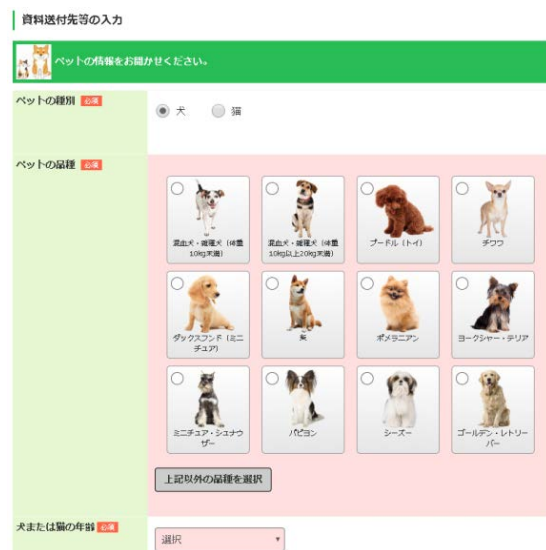 資料送付先等の入力
ペットの情報をお聞かせください。
ペットの種別 必須
犬 猫
ペットの品種 必須
混血犬・雑種犬（体重
10kg未満）
混血犬・雑種犬（体重
10kg以上20kg未満）
プードル（トイ）
チワワ
ダックスフンド（ミニ
チュア）
柴
ポメラニアン
ヨークシャー・テリア
ミニチュア・シュナウ
ザー
パピヨン
シーズー
ゴールデン・レトリー
バー
上記以外の品種を選択
犬または猫の年齢 必須
選択